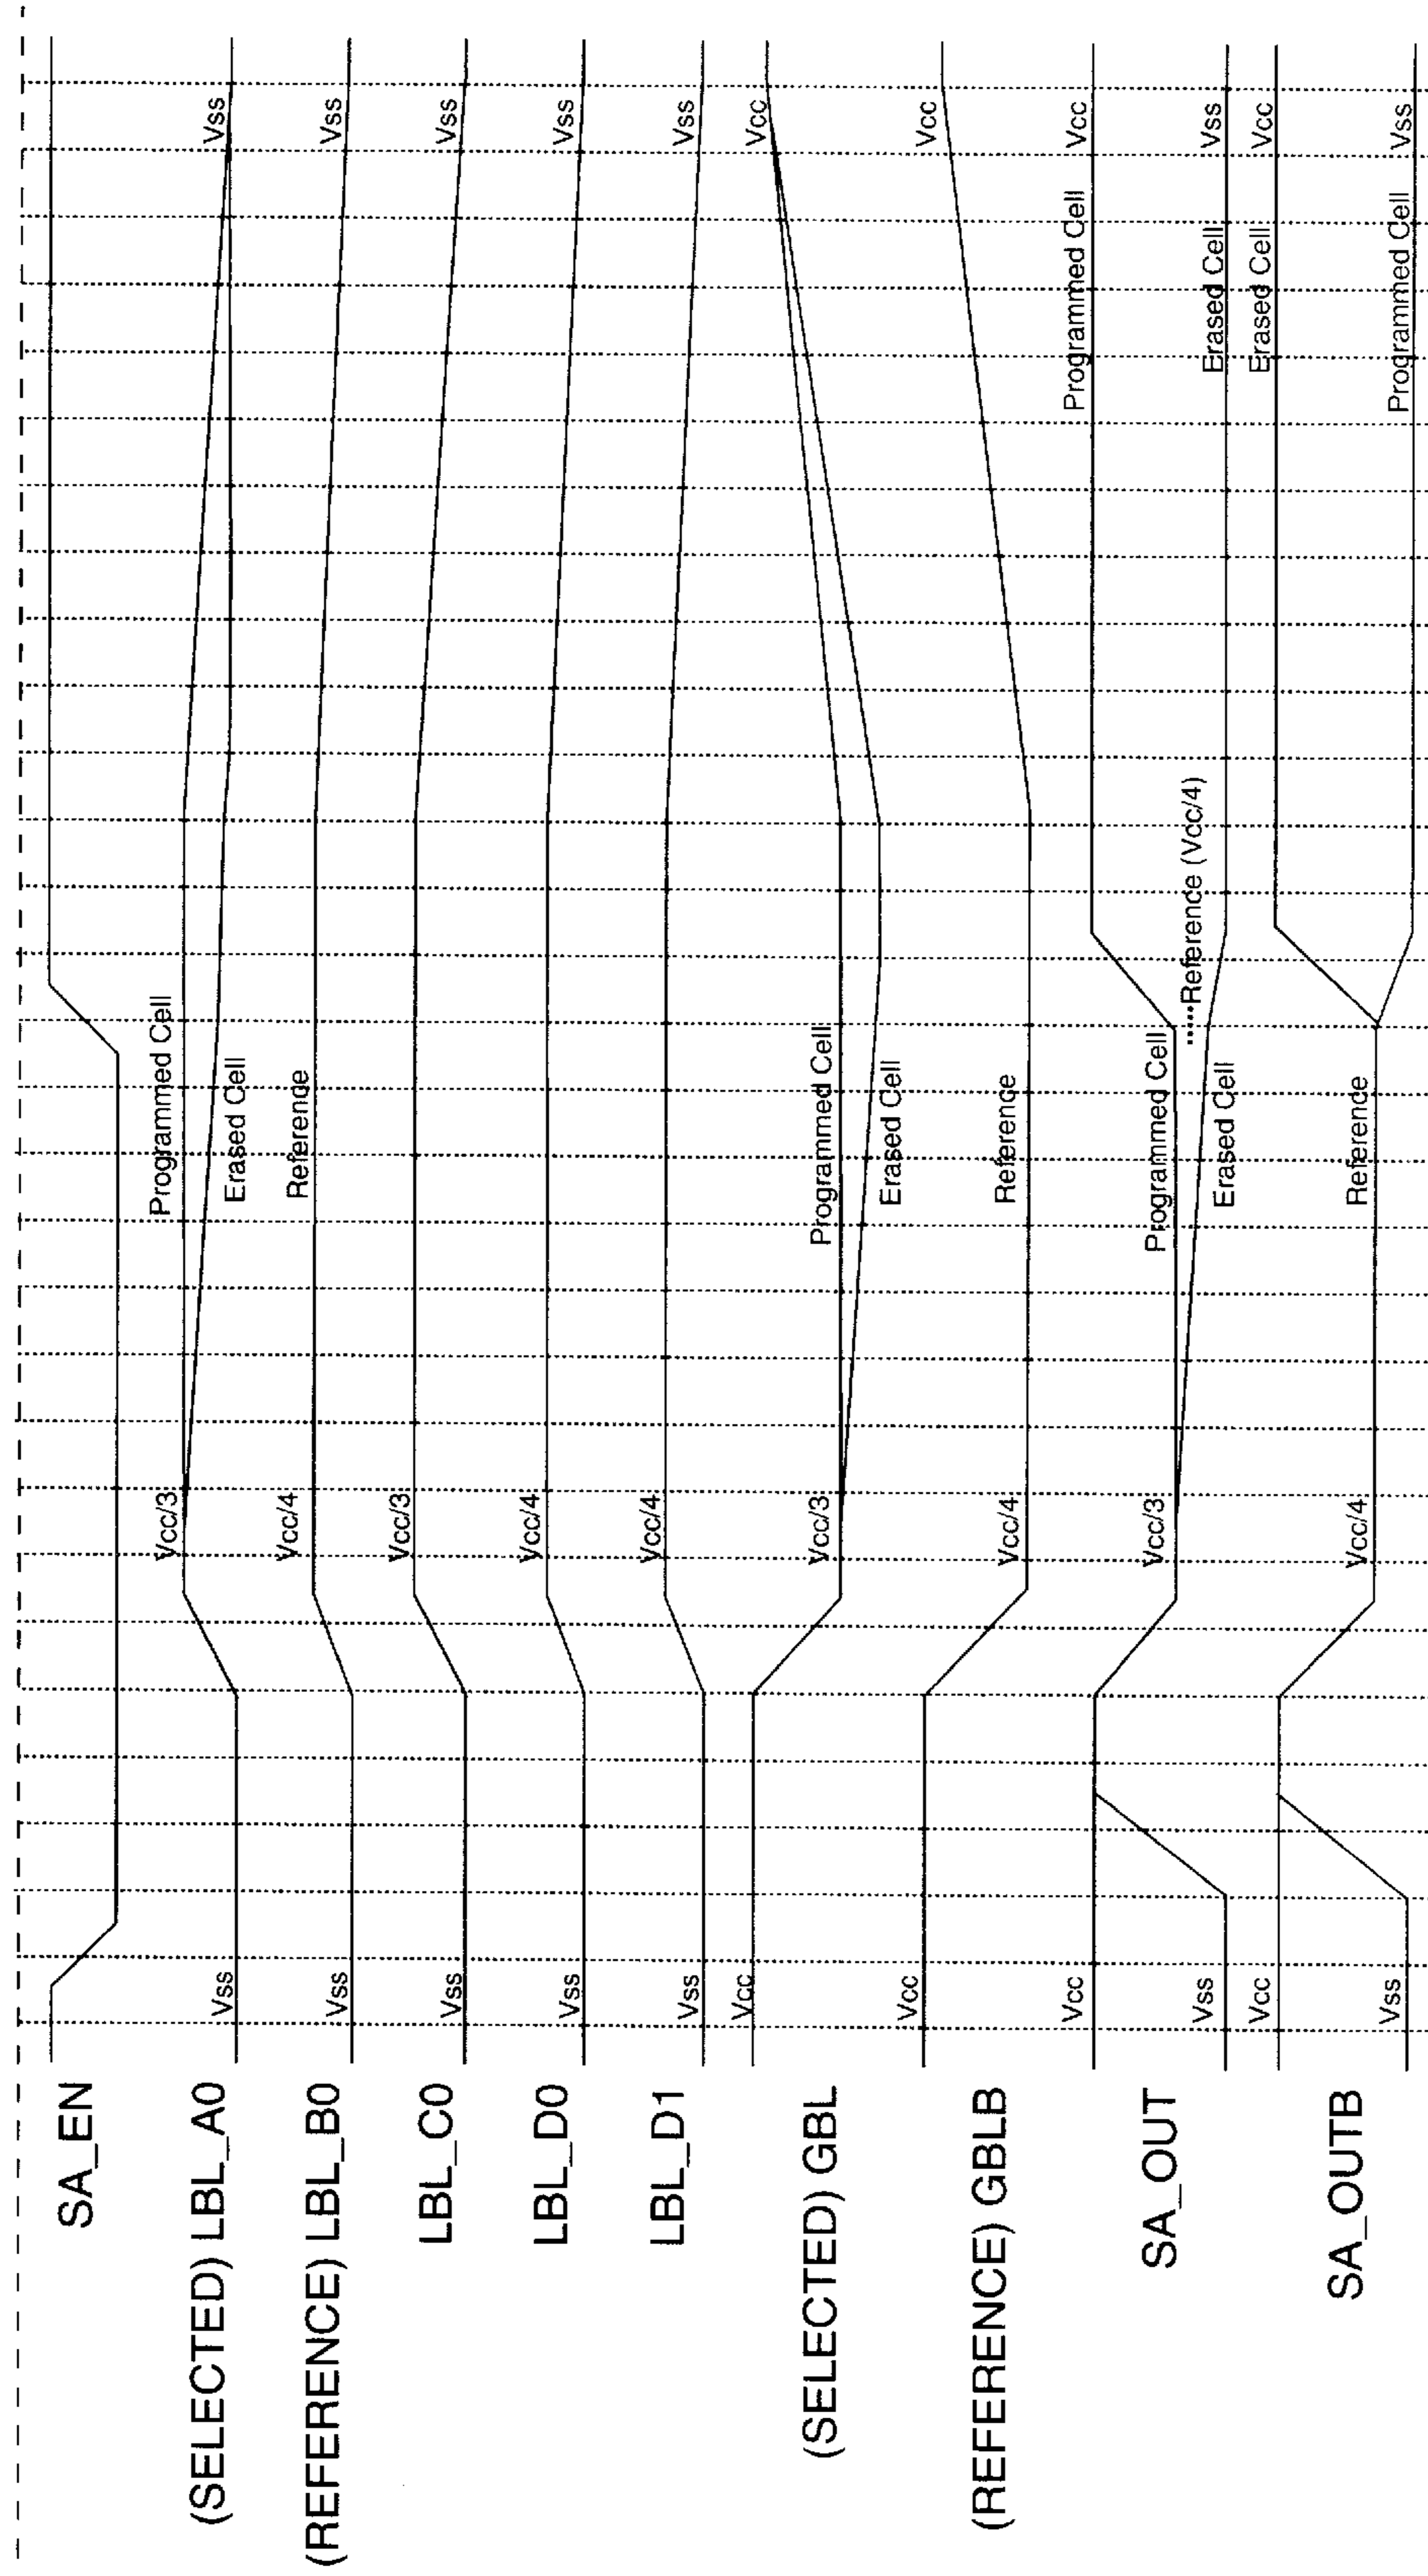 SA_EN
(SELECTED) LBL_A0
Vss
Vcc/3
Programmed Cell
Erased Cell
Vss
(REFERENCE) LBL_B0
Vss
Vcc/4
Reference
Vss
LBL_C0
Vss
Vcc/3
Vss
LBL_D0
Vss
Vcc/4
Vss
LBL_D1
Vss
Vcc/4
Vss
(SELECTED) GBL
Vcc
Vcc/3
Programmed Cell
Erased Cell
Vcc
(REFERENCE) GBLB
Vcc
Vcc/4
Reference
Vcc
SA_OUT
Vcc
Vss
Vcc/3
Programmed Cell
Erased Cell
Reference (Vcc/4)
Programmed Cell
Vcc
Erased Cell
Vss
SA_OUTB
Vcc
Vss
Vcc/4
Reference
Erased Cell
Vcc
Programmed Cell
Vss